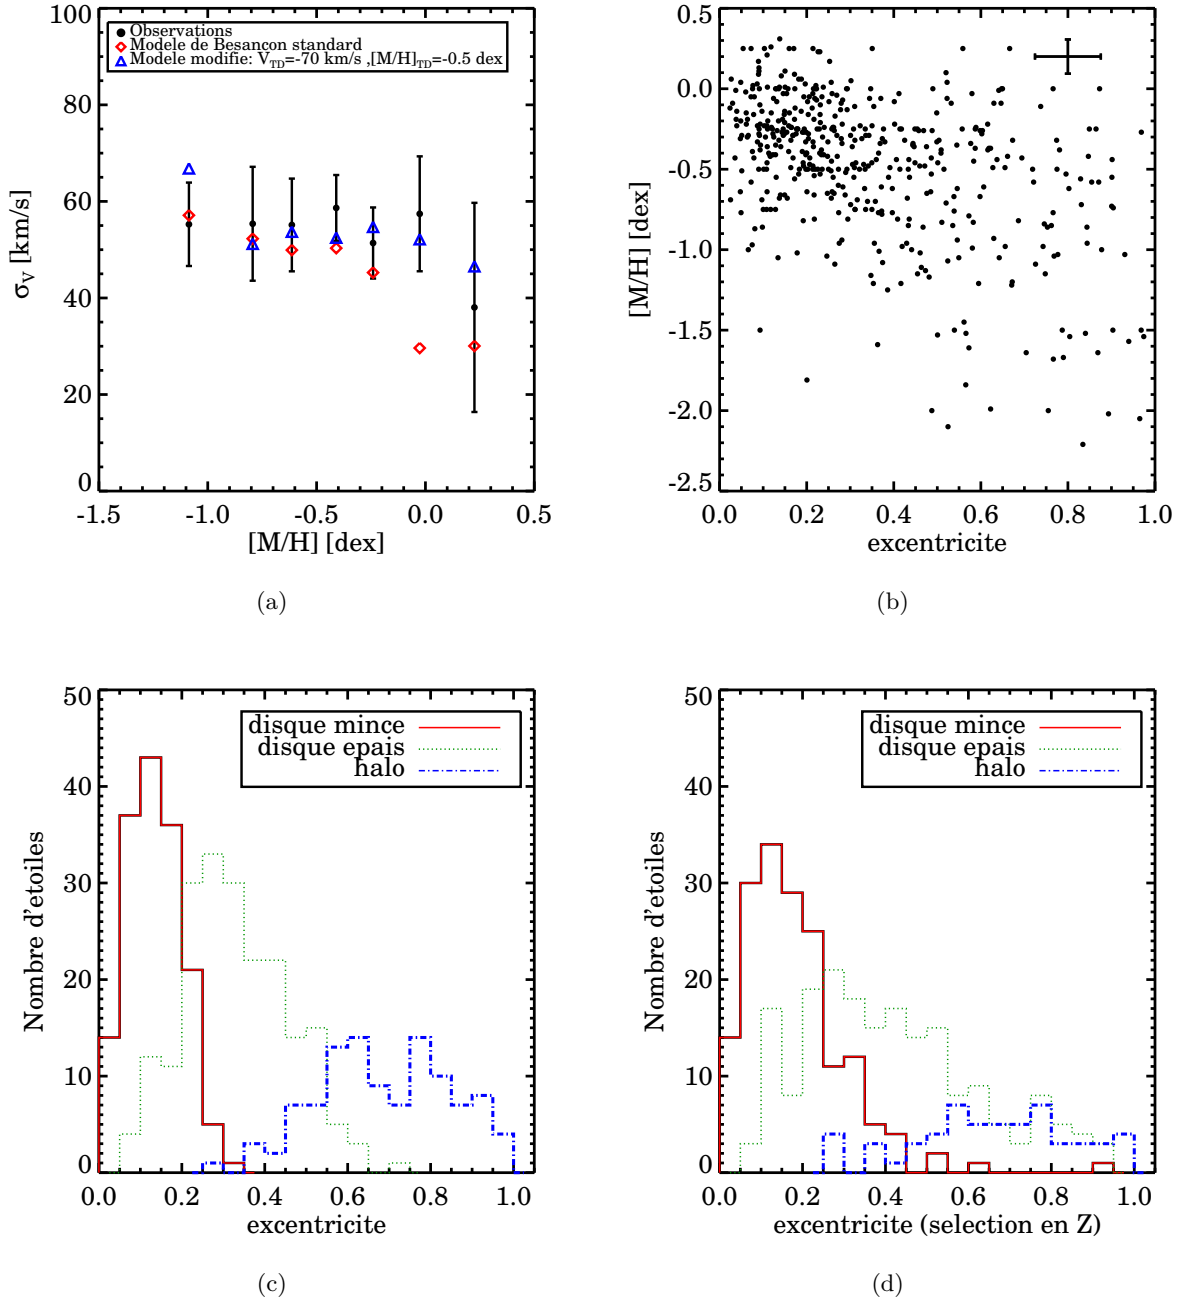 (a)
100
80
60
40
20
0
σV [km/s]
Observations
Modele de Besançon standard
Modele modifie: VTD=-70 km/s ,[M/H]TD=-0.5 dex
-1.5 -1.0 -0.5 0.0 0.5
[M/H] [dex]
(a)
(b)
0.5
0.0
-0.5
-1.0
-1.5
-2.0
-2.5
[M/H] [dex]
0.0 0.2 0.4 0.6 0.8 1.0
excentricite
(b)
50
40
30
20
10
0
Nombre d'etoiles
disque mince
disque epais
halo
0.0 0.2 0.4 0.6 0.8 1.0
excentricite
(c)
50
40
30
20
10
0
Nombre d'etoiles
disque mince
disque epais
halo
0.0 0.2 0.4 0.6 0.8 1.0
excentricite (selection en Z)
(d)